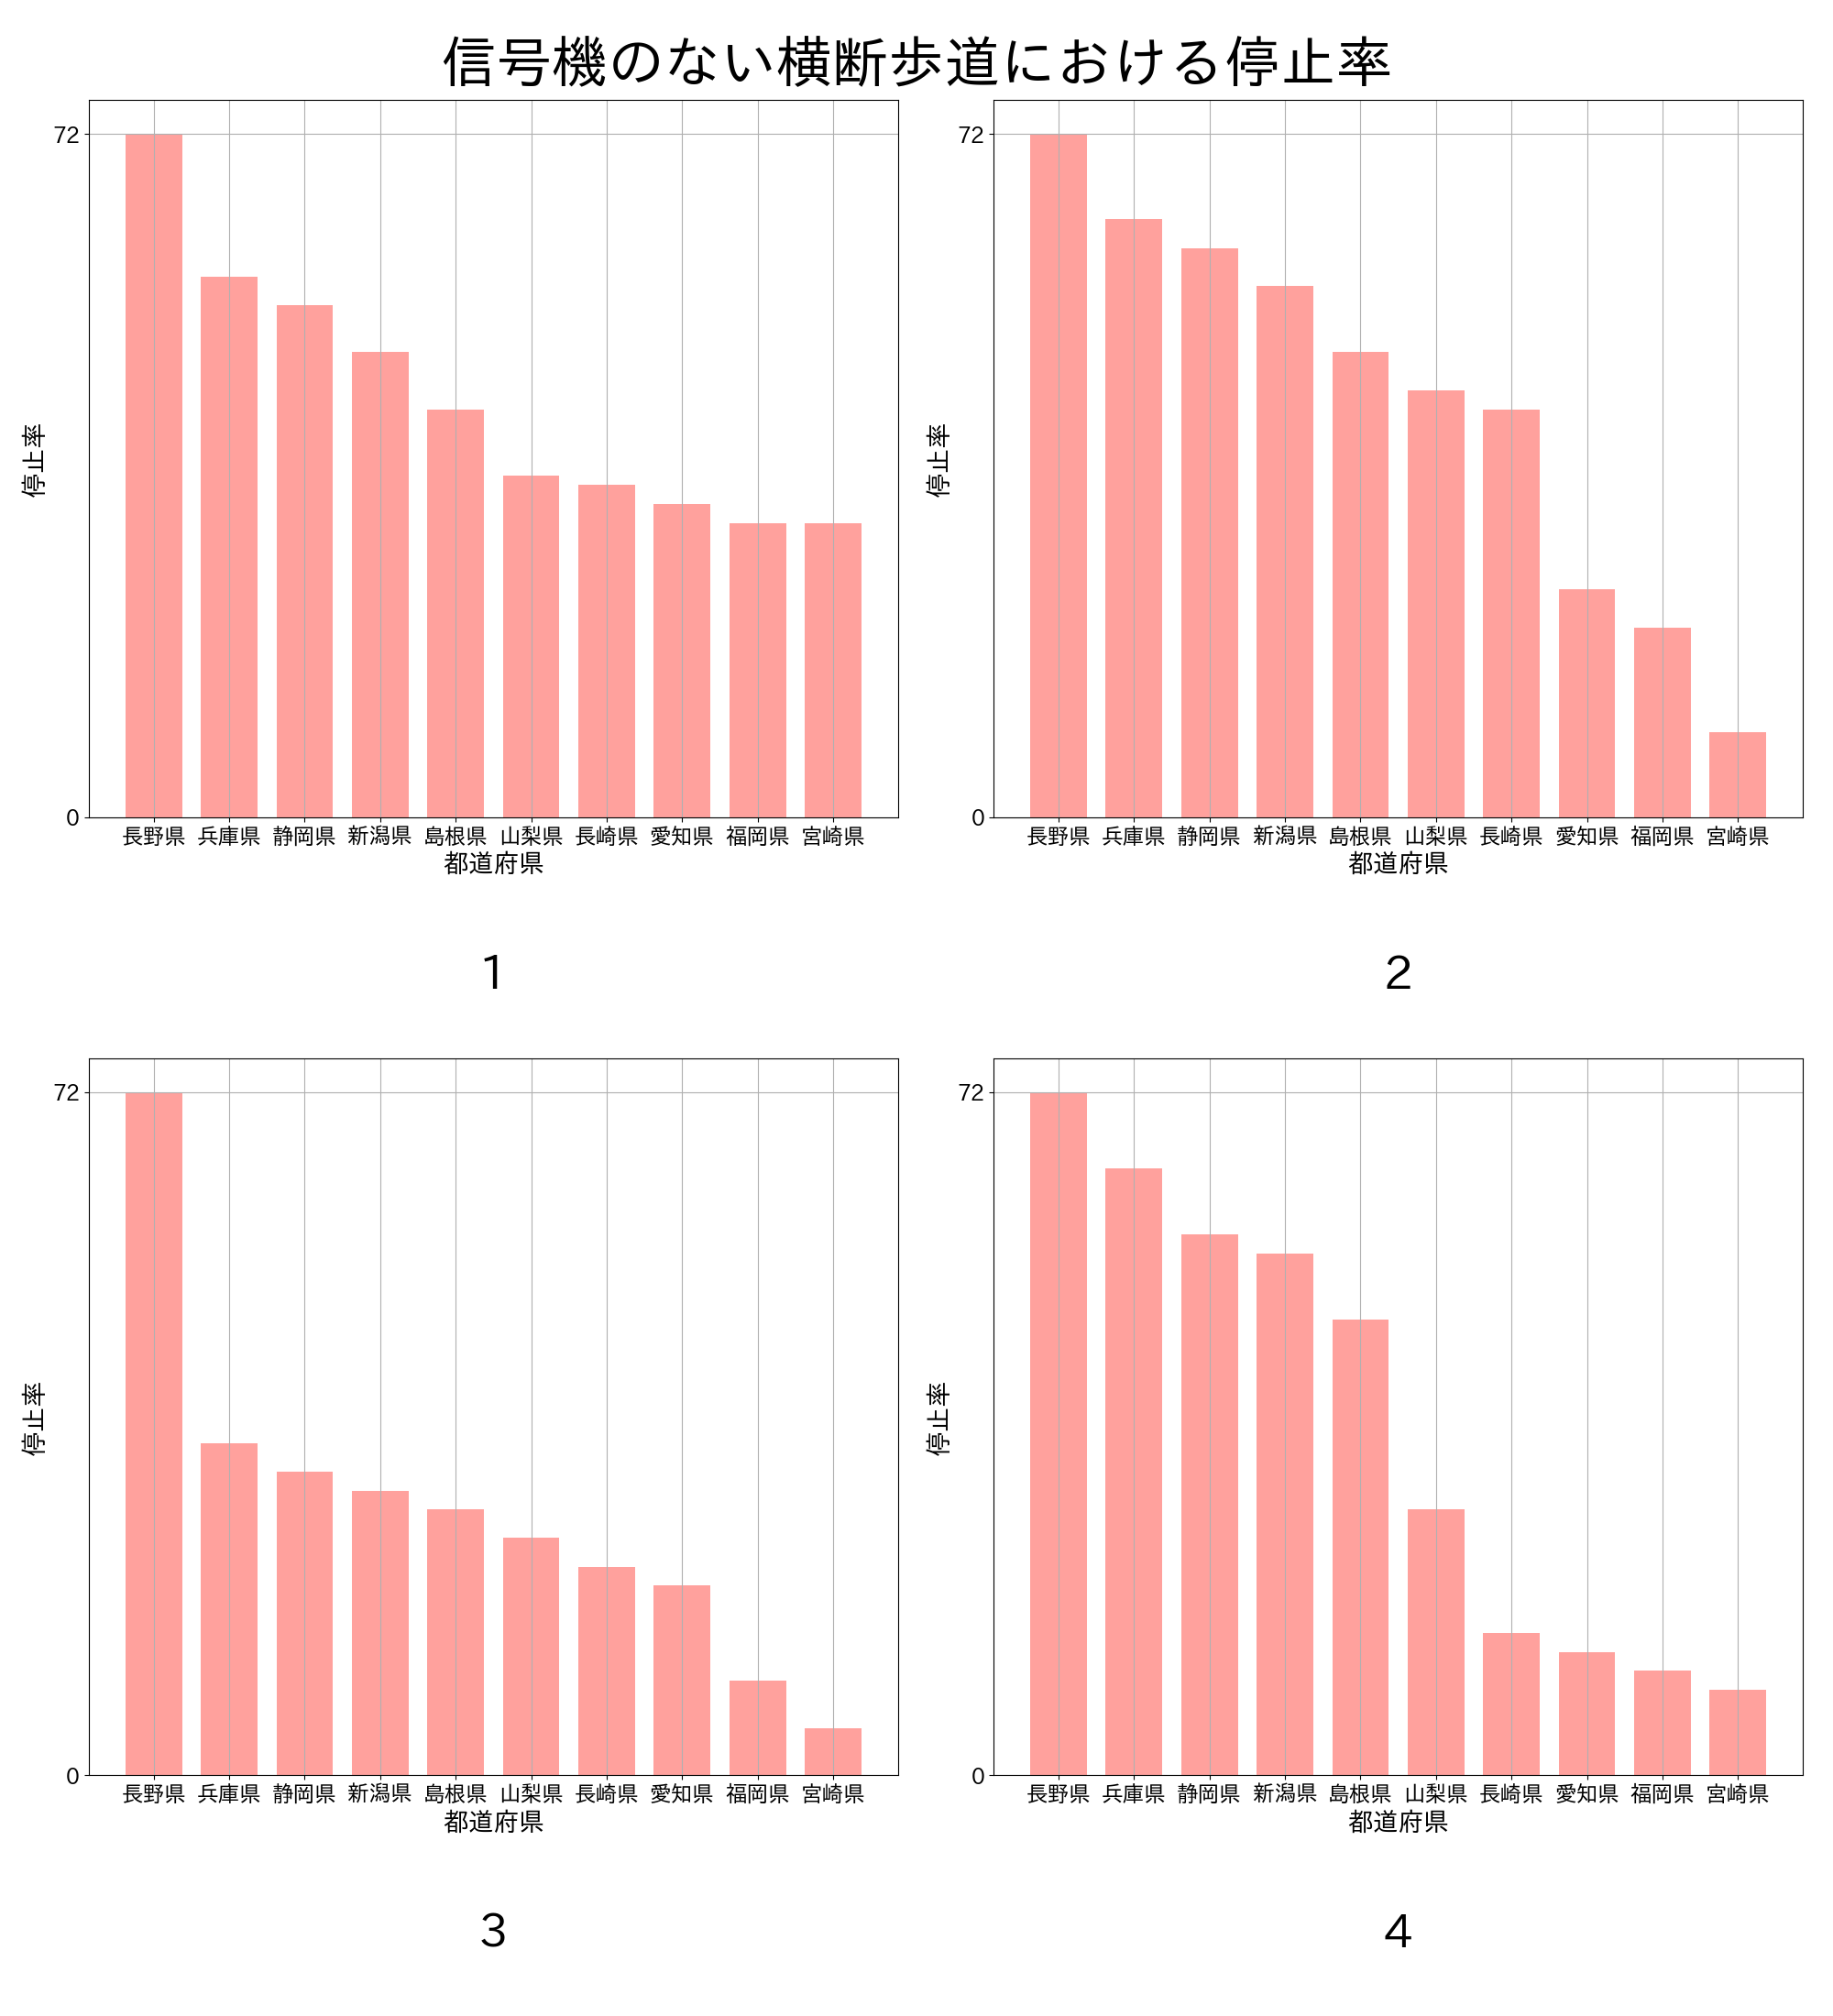 信号機のない横断歩道における停止率
72
0
停止率
長野県 兵庫県 静岡県 新潟県 島根県 山梨県 長崎県 愛知県 福岡県 宮崎県
都道府県
1
72
0
停止率
長野県 兵庫県 静岡県 新潟県 島根県 山梨県 長崎県 愛知県 福岡県 宮崎県
都道府県
2
72
0
停止率
長野県 兵庫県 静岡県 新潟県 島根県 山梨県 長崎県 愛知県 福岡県 宮崎県
都道府県
3
72
0
停止率
長野県 兵庫県 静岡県 新潟県 島根県 山梨県 長崎県 愛知県 福岡県 宮崎県
都道府県
4